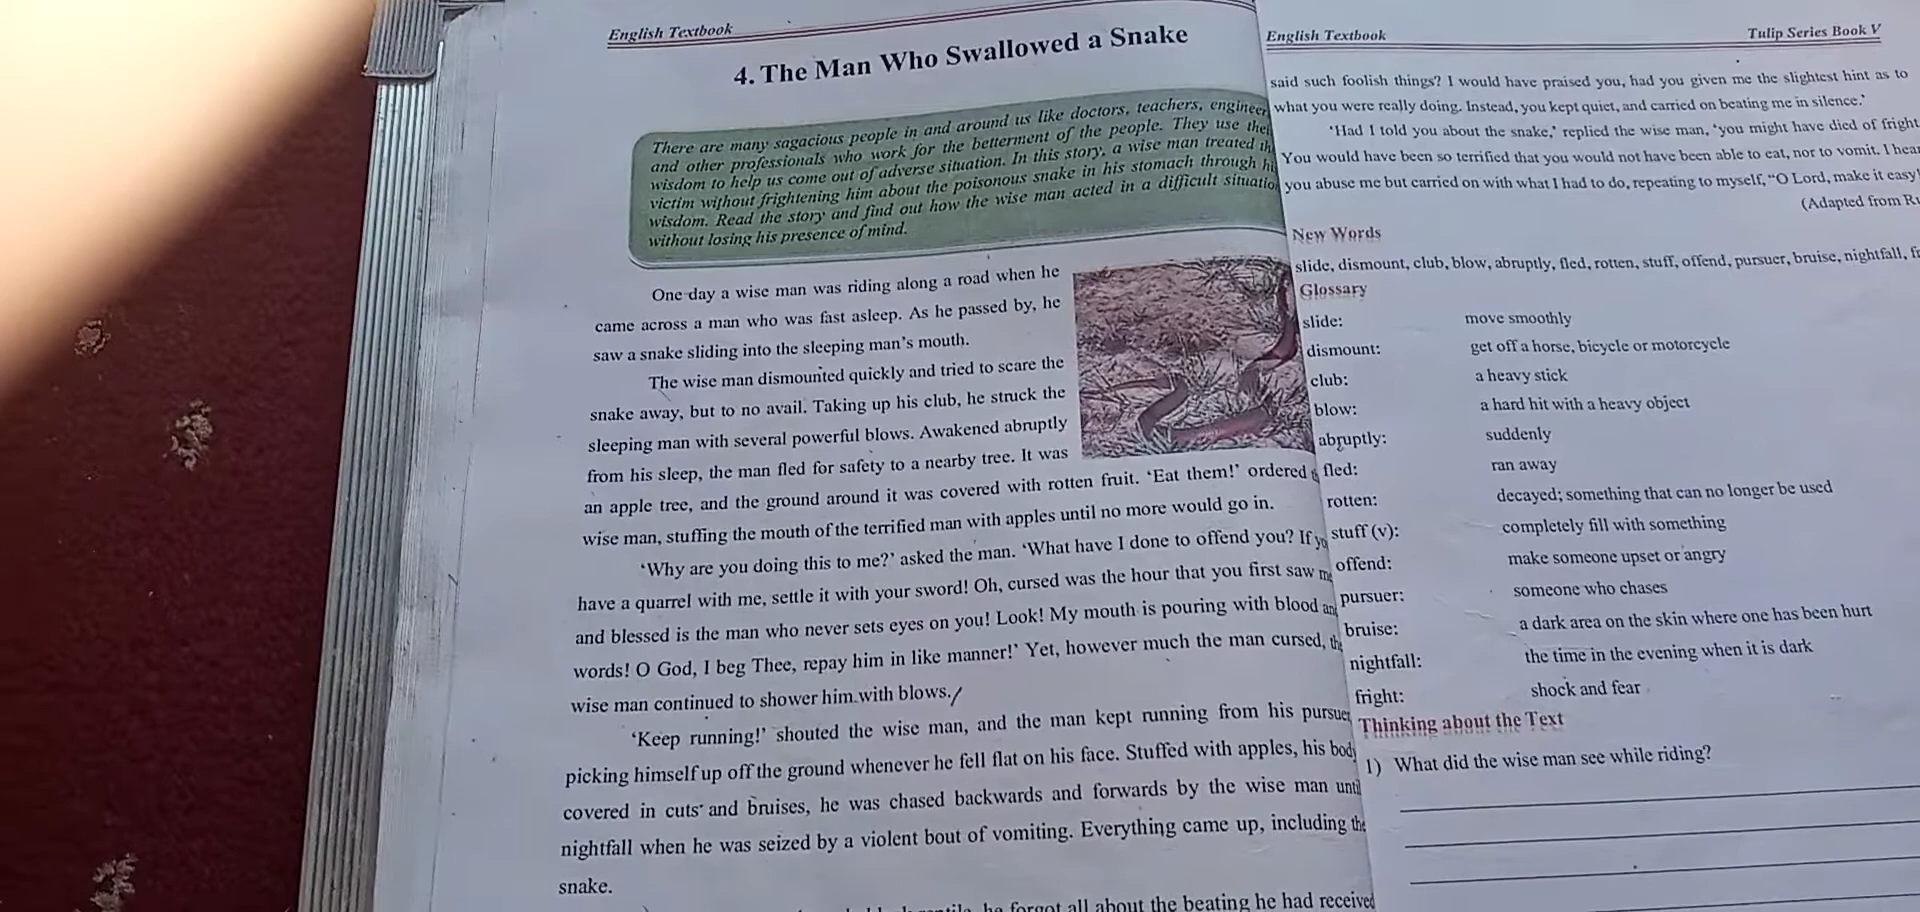 English Textbook
4. The Man Who Swallowed a Snake
There are many sagacious people in and around us like doctors, teachers, engineer
and other professionals who work for the betterment of the people. They use thei
wisdom to help us come out of adverse situation. In this story, a wise man treated th
victim without frightening him about the poisonous snake in his stomach through hi
wisdom. Read the story and find out how the wise man acted in a difficult situatio
without losing his presence of mind.
One day a wise man was riding along a road when he
came across a man who was fast asleep. As he passed by, he
saw a snake sliding into the sleeping man's mouth.
The wise man dismounted quickly and tried to scare the
snake away, but to no avail. Taking up his club, he struck the
sleeping man with several powerful blows. Awakened abruptly
from his sleep, the man fled for safety to a nearby tree. It was
an apple tree, and the ground around it was covered with rotten fruit. 'Eat them!' ordered
wise man, stuffing the mouth of the terrified man with apples until no more would go in.
'Why are you doing this to me?' asked the man. 'What have I done to offend you? If yo
have a quarrel with me, settle it with your sword! Oh, cursed was the hour that you first saw me
and blessed is the man who never sets eyes on you! Look! My mouth is pouring with blood and
words! O God, I beg Thee, repay him in like manner!' Yet, however much the man cursed, the
wise man continued to shower him with blows.
'Keep running!' shouted the wise man, and the man kept running from his pursuer
picking himself up off the ground whenever he fell flat on his face. Stuffed with apples, his body
covered in cuts and bruises, he was chased backwards and forwards by the wise man until
nightfall when he was seized by a violent bout of vomiting. Everything came up, including the
snake.
he forgot all about the beating he had received
English Textbook Tulip Series Book V
said such foolish things? I would have praised you, had you given me the slightest hint as to
what you were really doing. Instead, you kept quiet, and carried on beating me in silence.'
'Had I told you about the snake,' replied the wise man, 'you might have died of fright
You would have been so terrified that you would not have been able to eat, nor to vomit. I hear
you abuse me but carried on with what I had to do, repeating to myself, "O Lord, make it easy
(Adapted from Ru
New Words
slide, dismount, club, blow, abruptly, fled, rotten, stuff, offend, pursuer, bruise, nightfall, fr
Glossary
slide: move smoothly
dismount: get off a horse, bicycle or motorcycle
club: a heavy stick
blow: a hard hit with a heavy object
abruptly: suddenly
fled: ran away
rotten: decayed; something that can no longer be used
stuff (v): completely fill with something
offend: make someone upset or angry
pursuer: someone who chases
bruise: a dark area on the skin where one has been hurt
nightfall: the time in the evening when it is dark
fright: shock and fear
Thinking about the Text
1) What did the wise man see while riding?